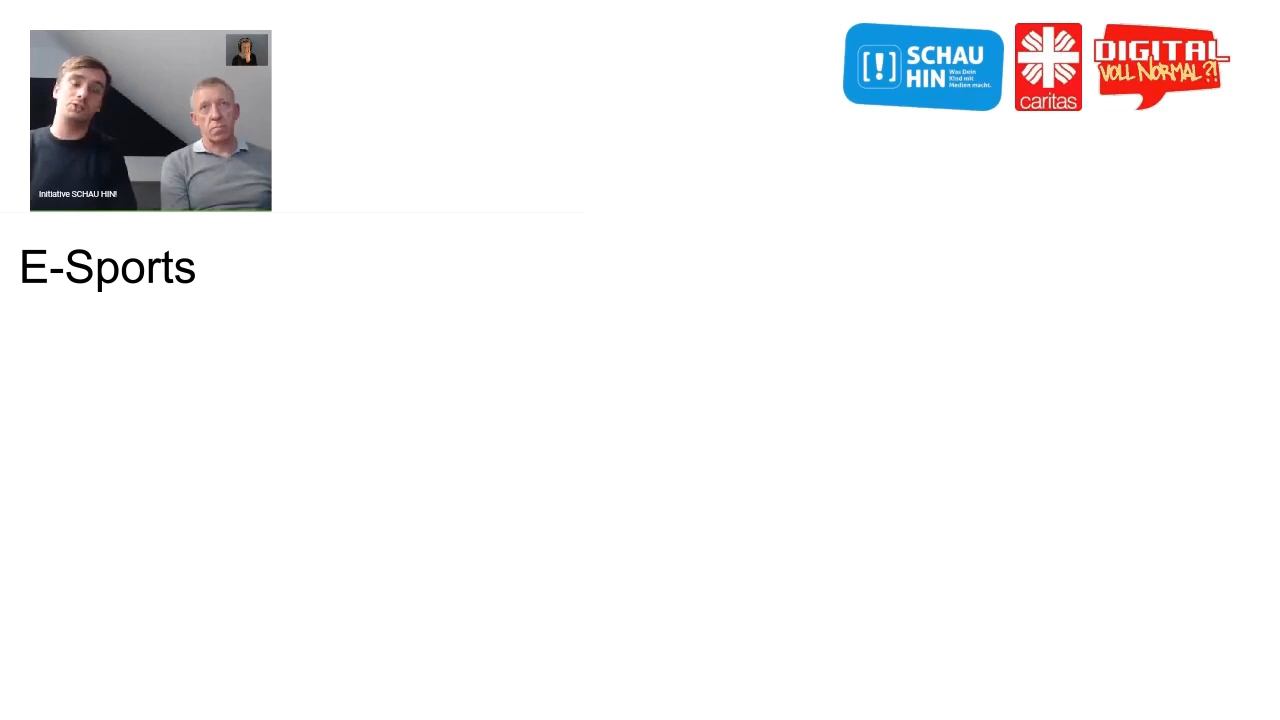 Initiative SCHAU HIN!
SCHAU
HIN
Was Dein
Kind mit
Medien macht.
[!]
caritas
DIGITAL
VOLL NORMAL?!
E-Sports